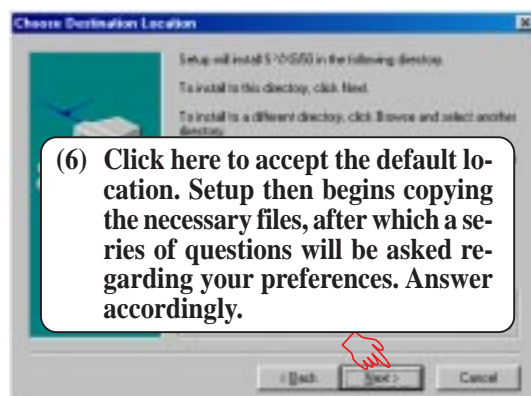 Choose Destination Location
Setup will install in the following directory.
To install to this directory, click Next.
To install to a different directory, click Browse and select another
directory.
(6) Click here to accept the default lo-
cation. Setup then begins copying
the necessary files, after which a se-
ries of questions will be asked re-
garding your preferences. Answer
accordingly.
< Back Next > Cancel